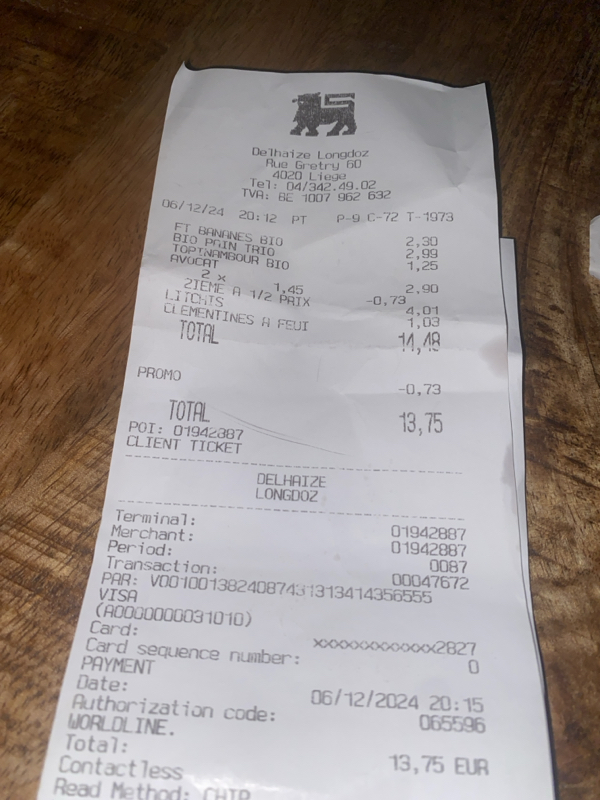 Delhaize Longdoz
Rue Gretry 60
4020 Liege
Tel: 04/342.49.02
TVA: BE 1007 962 632
06/12/24 20:12 PT P-9 C-72 T-1973
FT BANANES BIO 2,30
BIO PAIN TRIO 2,99
TOPINAMBOUR BIO 1,25
AVOCAT
2 x 1,45 2,90
2IEME A 1/2 PRIX -0,73
LITCHIS 4,01
CLEMENTINES A FEUI 1,03
TOTAL 14,48
PROMO -0,73
TOTAL 13,75
POI: 01942887
CLIENT TICKET
DELHAIZE
LONGDOZ
Terminal: 01942887
Merchant: 01942887
Period: 0087
Transaction: 00047672
PAR: V0010013824087431313414356555
VISA
(A0000000031010)
Card: xxxxxxxxxxxx2827
Card sequence number: 0
PAYMENT
Date: 06/12/2024 20:15
Authorization code: 065596
WORLDLINE.
Total: 13,75 EUR
Contactless
Read Method: CHIP